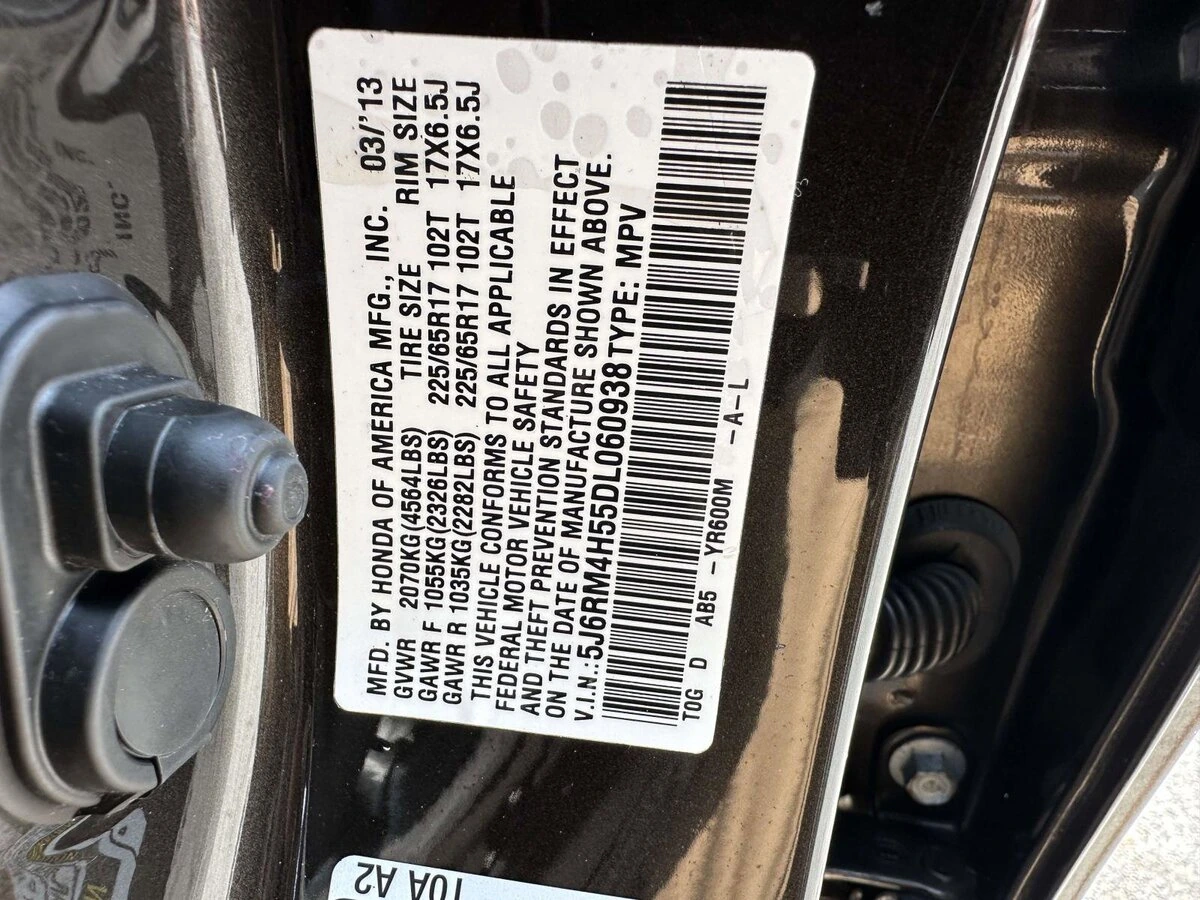 MFD. BY HONDA OF AMERICA MFG., INC. 03/'13
GVWR 2070KG(4564LBS) TIRE SIZE RIM SIZE
GAWR F 1055KG(2326LBS) 225/65R17 102T 17X6.5J
GAWR R 1035KG(2282LBS) 225/65R17 102T 17X6.5J
THIS VEHICLE CONFORMS TO ALL APPLICABLE
FEDERAL MOTOR VEHICLE SAFETY
AND THEFT PREVENTION STANDARDS IN EFFECT
ON THE DATE OF MANUFACTURE SHOWN ABOVE.
V.I.N.:5J6RM4H55DL060938 TYPE: MPV
TOG D AB5 -YR600M -A-L
A2